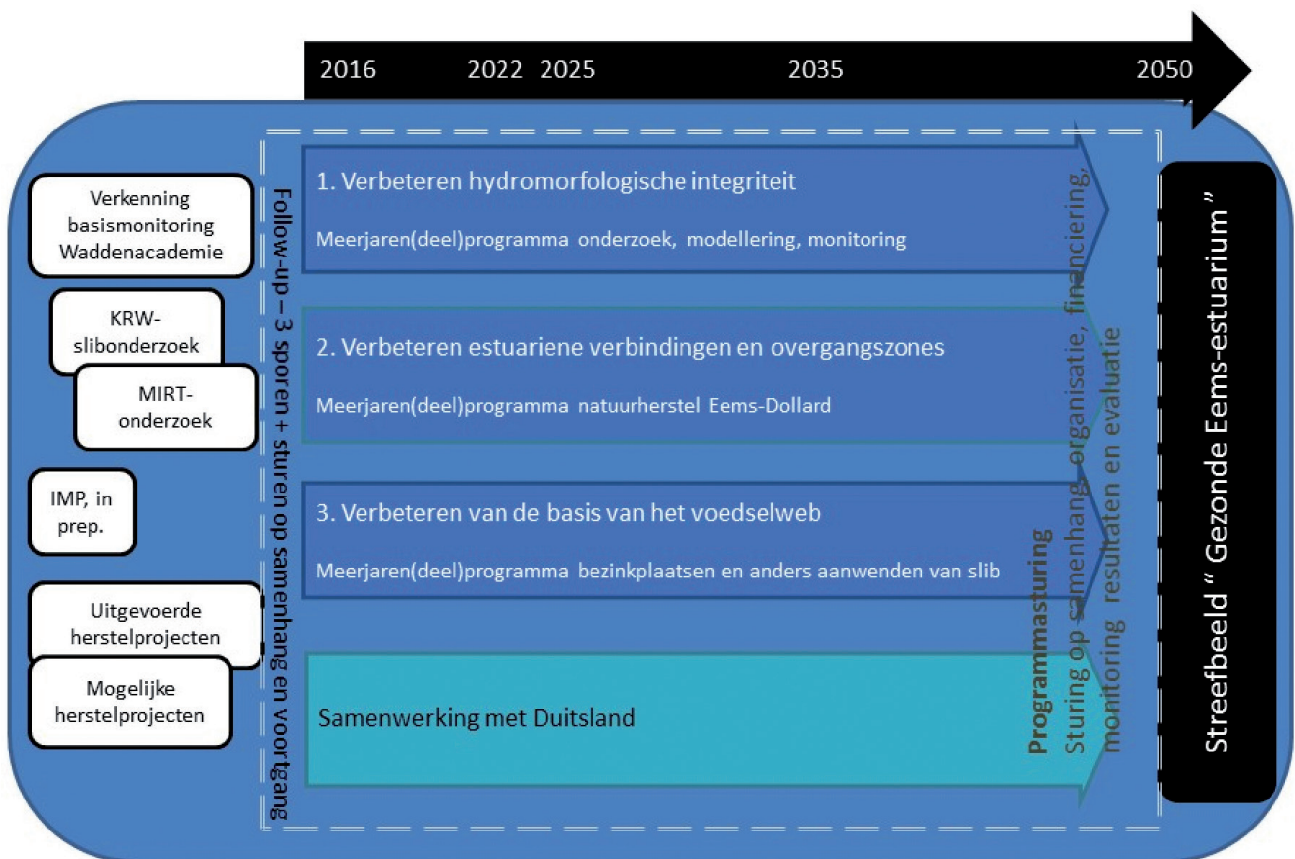 2016 2022 2025 2035 2050
Verkenning
basismonitoring
Waddenacademie
KRW-
slibonderzoek
MIRT-
onderzoek
IMP, in
prep.
Uitgevoerde
herstelprojecten
Mogelijke
herstelprojecten
Follow-up – 3 sporen + sturen op samenhang en voortgang
1. Verbeteren hydromorfologische integriteit
Meerjaren(deel)programma onderzoek, modellering, monitoring
2. Verbeteren estuariene verbindingen en overgangszones
Meerjaren(deel)programma natuurherstel Eems-Dollard
3. Verbeteren van de basis van het voedselweb
Meerjaren(deel)programma bezinkplaatsen en anders aanwenden van slib
Samenwerking met Duitsland
Programmasturing
Sturing op samenhang, organisatie, financiering,
monitoring resultaten en evaluatie
Streefbeeld “ Gezonde Eems-estuarium ”